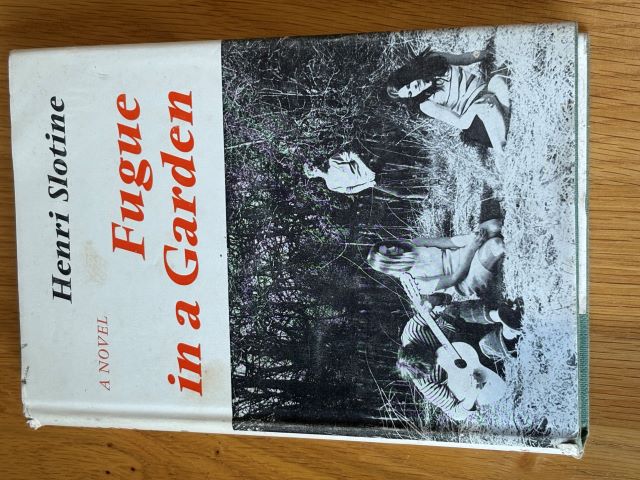 Henri Slotine
A NOVEL
Fugue
in a Garden